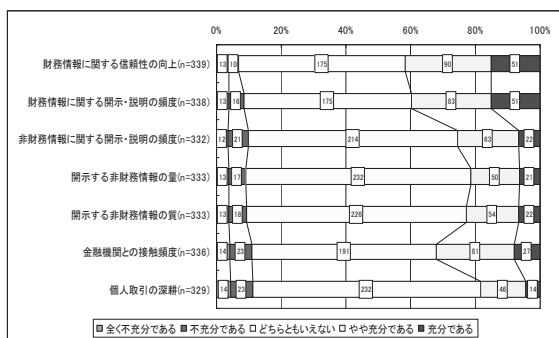 0% 20% 40% 60% 80% 100%
財務情報に関する信頼性の向上(n=339) 13 10 175 90 51
財務情報に関する開示・説明の頻度(n=338) 13 16 175 83 51
非財務情報に関する開示・説明の頻度(n=332) 12 21 214 63 22
開示する非財務情報の量(n=333) 13 17 232 50 21
開示する非財務情報の質(n=333) 13 18 226 54 22
金融機関との接触頻度(n=336) 14 23 191 81 27
個人取引の深耕(n=329) 14 23 232 46 14
全く不充分である 不充分である どちらともいえない やや充分である 充分である